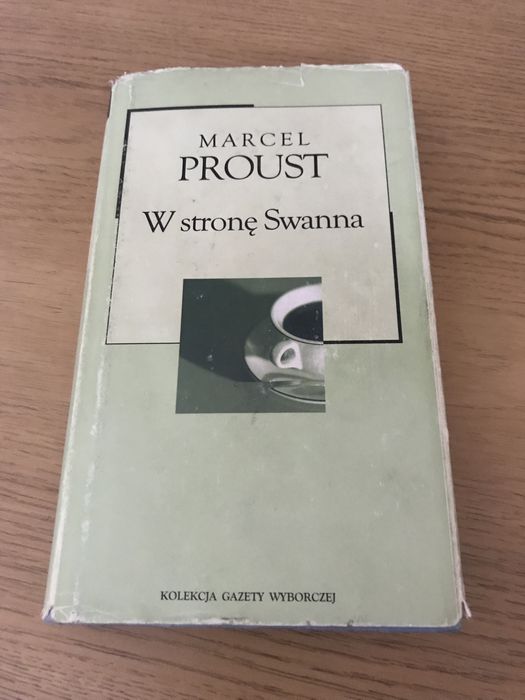 MARCEL
PROUST
W stronę Swanna
KOLEKCJA GAZETY WYBORCZEJ